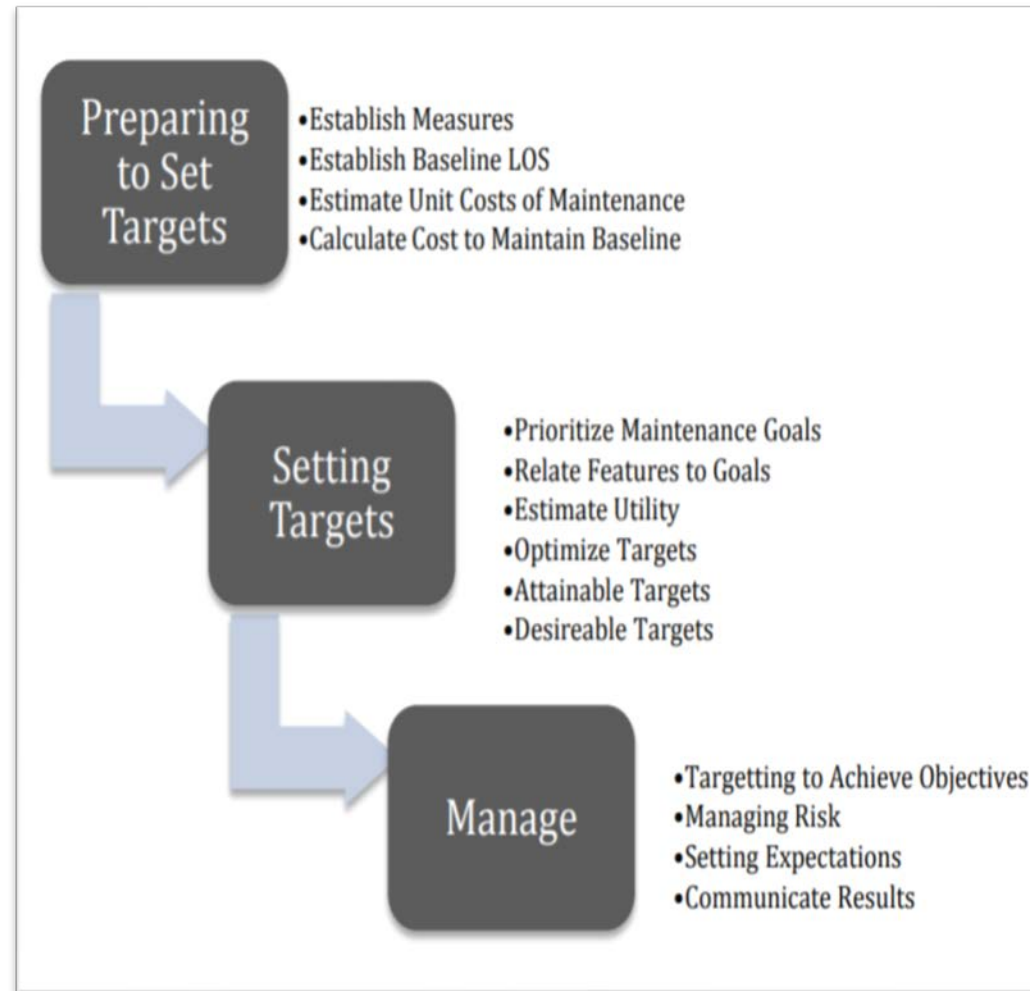 Preparing
to Set
Targets
•Establish Measures
•Establish Baseline LOS
•Estimate Unit Costs of Maintenance
•Calculate Cost to Maintain Baseline
Setting
Targets
•Prioritize Maintenance Goals
•Relate Features to Goals
•Estimate Utility
•Optimize Targets
•Attainable Targets
•Desireable Targets
Manage
•Targetting to Achieve Objectives
•Managing Risk
•Setting Expectations
•Communicate Results